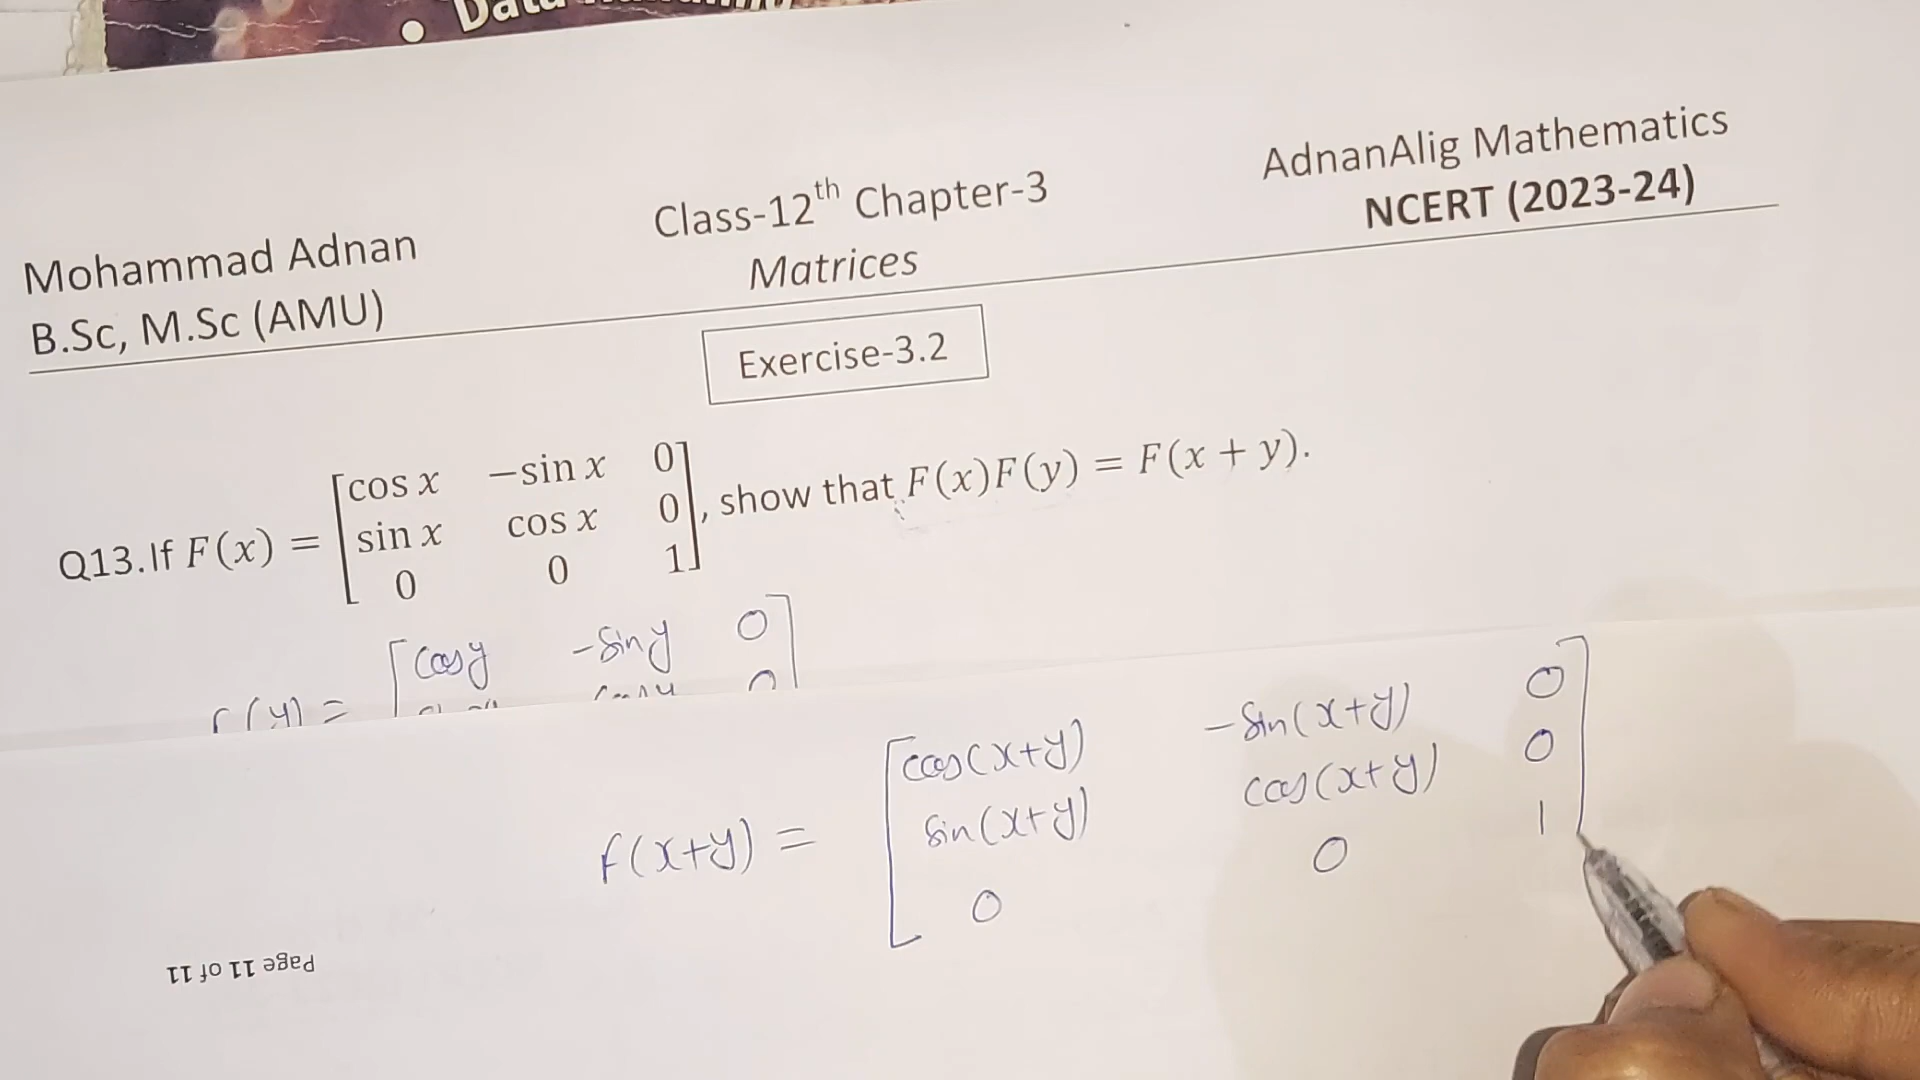 • Data
Mohammad Adnan
B.Sc, M.Sc (AMU)
Class-12th Chapter-3
Matrices
AdnanAlig Mathematics
NCERT (2023-24)
Exercise-3.2
Q13.If F(x) = [cos x −sin x 0
sin x cos x 0
0 0 1], show that F(x)F(y) = F(x + y).
F(y) = [cosy -siny 0]
f(x+y) = [cos(x+y) -sin(x+y) 0
sin(x+y) cos(x+y) 0
0 0 1]
Page 11 of 11